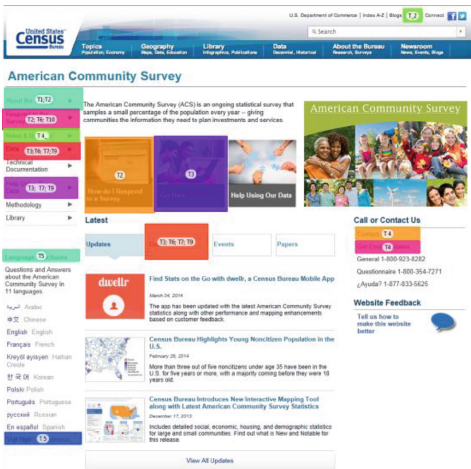 U.S. Department of Commerce | Index A-Z | Blogs T_2 Connect
United States™
Census
Bureau
Search
Topics
Population, Economy
Geography
Maps, Data, Education
Library
Infographics, Publications
Data
Decennial, Historical
About the Bureau
Research, Surveys
Newsroom
News, Events, Blogs
American Community Survey
T1;T2
T2; T6; T10
T4
T3;T6; T7;T9
Technical
Documentation
T3; T7; T9
Methodology
Library
The American Community Survey (ACS) is an ongoing statistical survey that
samples a small percentage of the population every year -- giving
communities the information they need to plan investments and services.
T2
How do I Respond
to a Survey
T3
Help Using Our Data
American Community Survey
Latest
Updates
T3; T6; T7; T9
Events
Papers
dwellr
Find Stats on the Go with dwellr, a Census Bureau Mobile App
March 04, 2014
The app has been updated with the latest American Community Survey
statistics along with other performance and mapping enhancements
based on customer feedback.
Census Bureau Highlights Young Noncitizen Population in the
U.S.
February 28, 2014
More than three out of five noncitizens under age 35 have been in the
U.S. for five years or more, with a majority coming before they were 18
years old.
Census Bureau Introduces New Interactive Mapping Tool
along with Latest American Community Survey Statistics
December 17, 2013
Includes detailed social, economic, housing, and demographic statistics
for large and small communities. Find out what is New and Notable for
this release.
View All Updates
Call or Contact Us
T4
T4
General 1-800-923-8282
Questionnaire 1-800-354-7271
¿Ayuda? 1-877-833-5625
Website Feedback
Tell us how to
make this website
better
Language T5
Questions and Answers
about the American
Community Survey in
11 languages
العربية Arabic
中文 Chinese
English English
Français French
Kreyòl ayisyen Haitian
Creole
한국어 Korean
Polski Polish
Português Portuguese
русский Russian
En español Spanish
T5